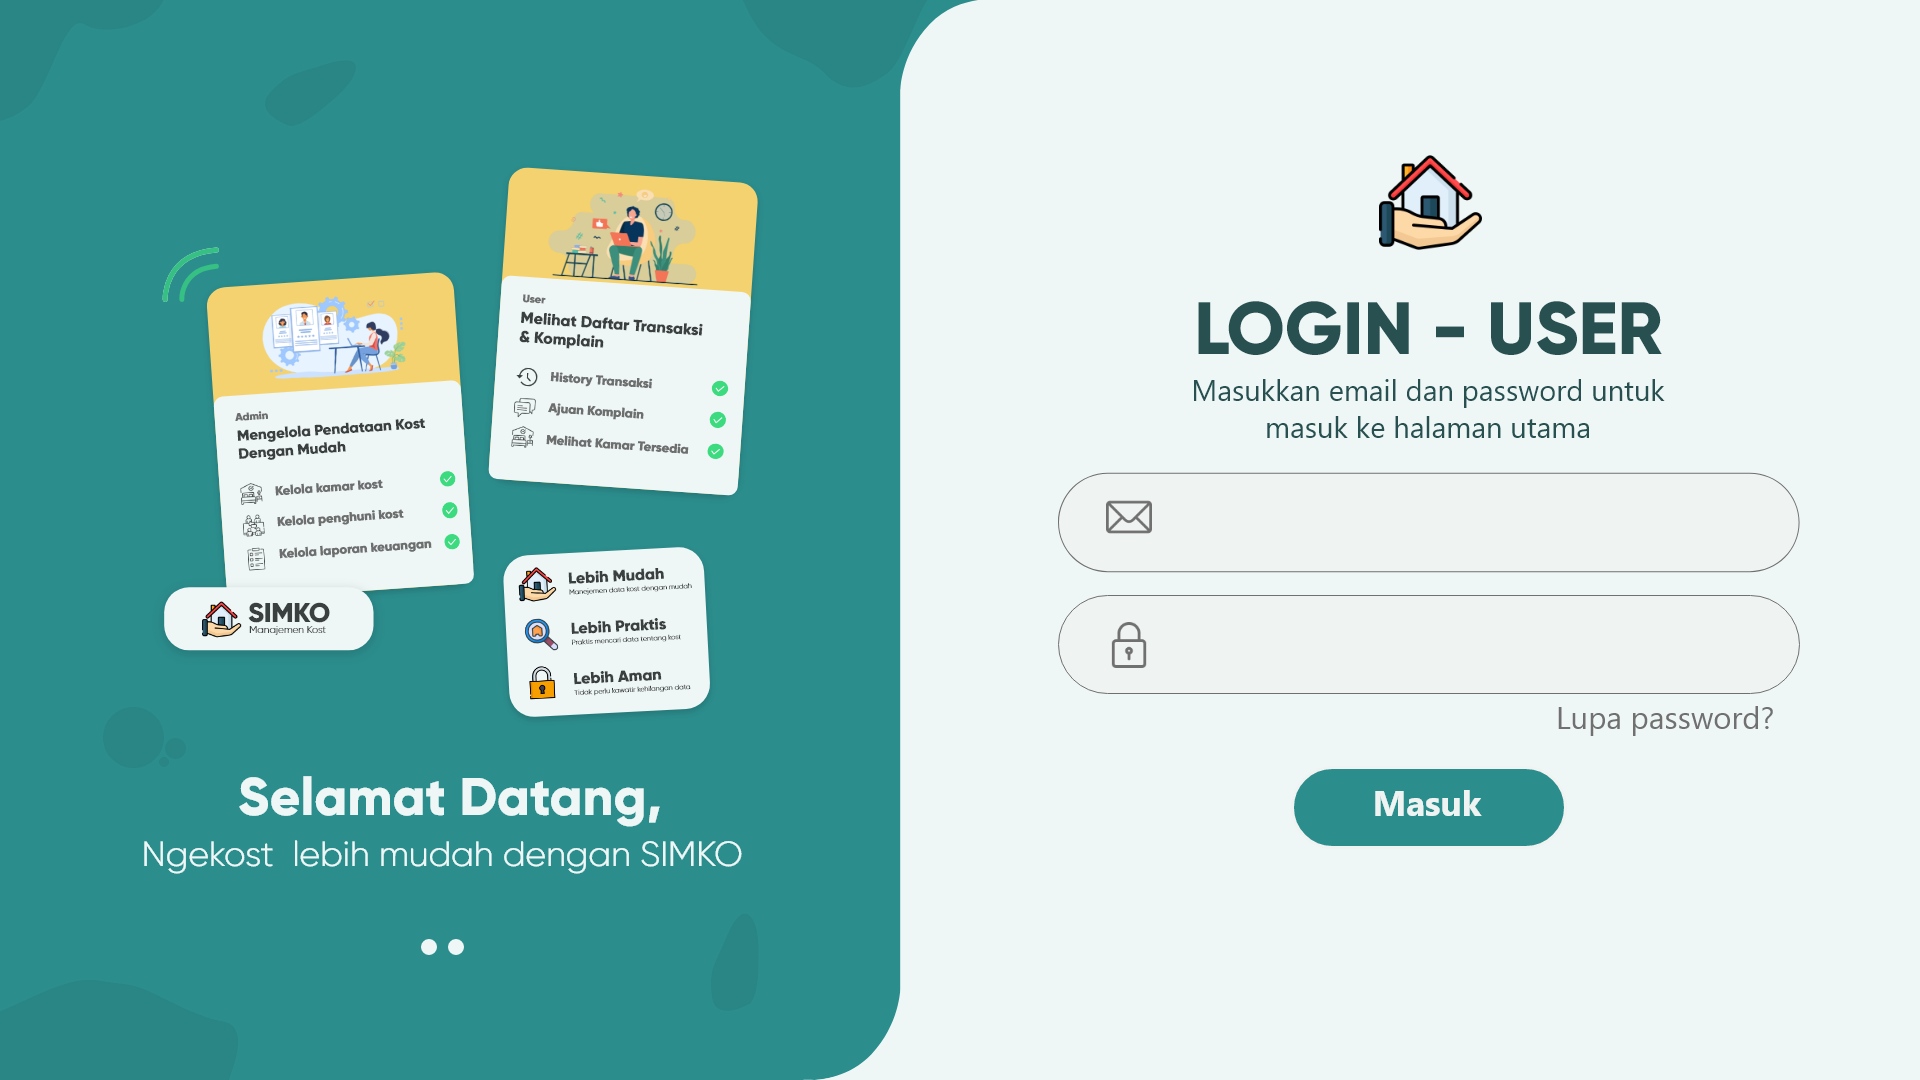 User
Melihat Daftar Transaksi
& Komplain
History Transaksi
Ajuan Komplain
Melihat Kamar Tersedia
Admin
Mengelola Pendataan Kost
Dengan Mudah
Kelola kamar kost
Kelola penghuni kost
Kelola laporan keuangan
SIMKO
Manajemen Kost
Lebih Mudah
Manejemen data kost dengan mudah
Lebih Praktis
Praktis mencari data tentang kost
Lebih Aman
Tidak perlu kawatir kehilangan data
Selamat Datang,
Ngekost lebih mudah dengan SIMKO
LOGIN - USER
Masukkan email dan password untuk
masuk ke halaman utama
Lupa password?
Masuk